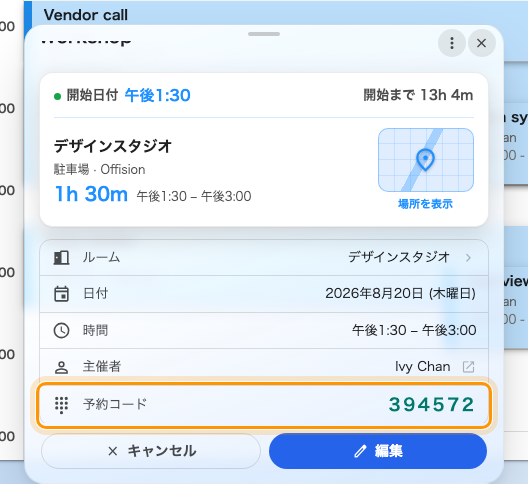 Vendor call
Workshop
開始日付 午後1:30
開始まで 13h 4m
デザインスタジオ
駐車場 · Offision
1h 30m 午後1:30 – 午後3:00
場所を表示
ルーム
デザインスタジオ
日付
2026年8月20日 (木曜日)
時間
午後1:30 – 午後3:00
主催者
Ivy Chan
予約コード
394572
キャンセル
編集